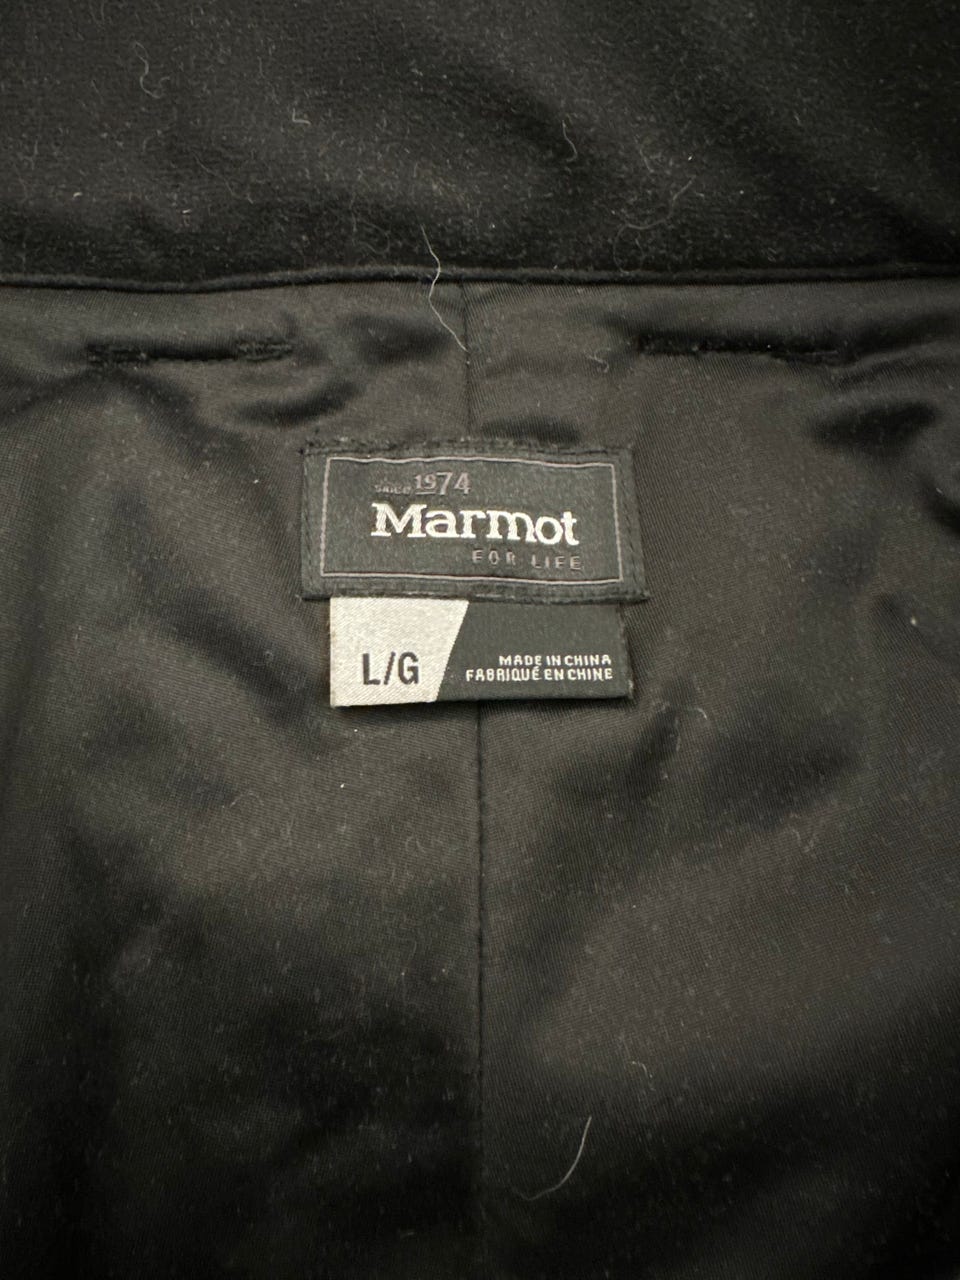 SINCE 1974
Marmot
FOR LIFE
L/G
MADE IN CHINA
FABRIQUÉ EN CHINE